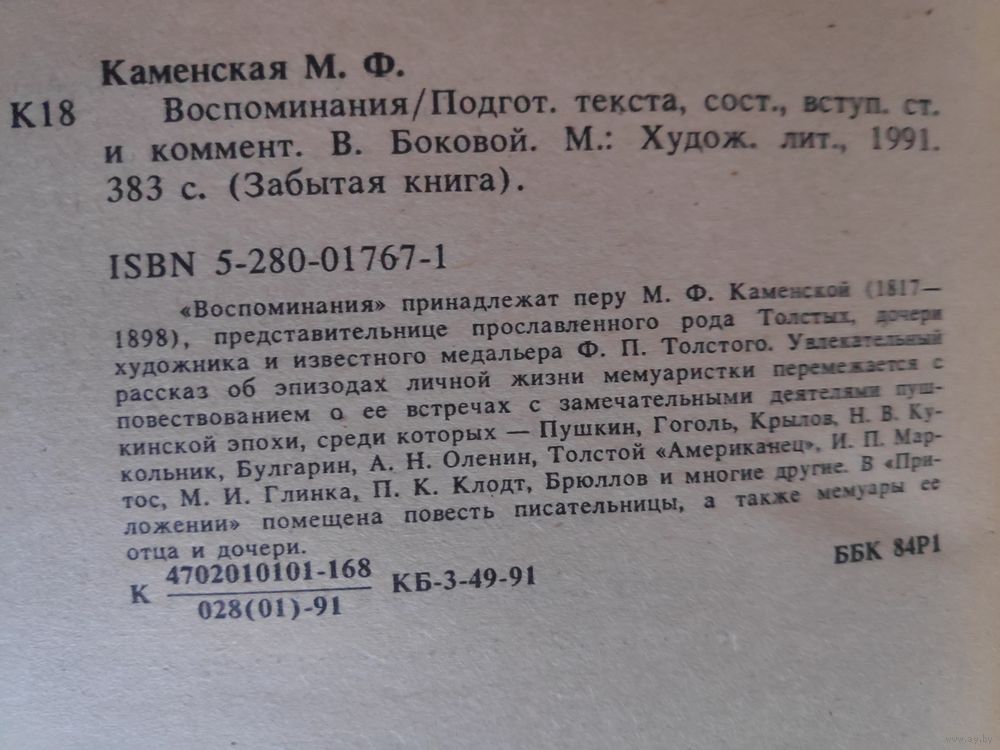 Каменская М. Ф.
К18 Воспоминания/Подгот. текста, сост., вступ. ст.
и коммент. В. Боковой. М.: Худож. лит., 1991.
383 с. (Забытая книга).
ISBN 5-280-01767-1
«Воспоминания» принадлежат перу М. Ф. Каменской (1817—
1898), представительнице прославленного рода Толстых, дочери
художника и известного медальера Ф. П. Толстого. Увлекательный
рассказ об эпизодах личной жизни мемуаристки перемежается с
повествованием о ее встречах с замечательными деятелями пуш-
кинской эпохи, среди которых — Пушкин, Гоголь, Крылов, Н. В. Ку-
кольник, Булгарин, А. Н. Оленин, Толстой «Американец», И. П. Мар-
тос, М. И. Глинка, П. К. Клодт, Брюллов и многие другие. В «При-
ложении» помещена повесть писательницы, а также мемуары ее
отца и дочери.
К 4702010101-168 КБ-3-49-91 ББК 84Р1
028(01)-91
www.ay.by